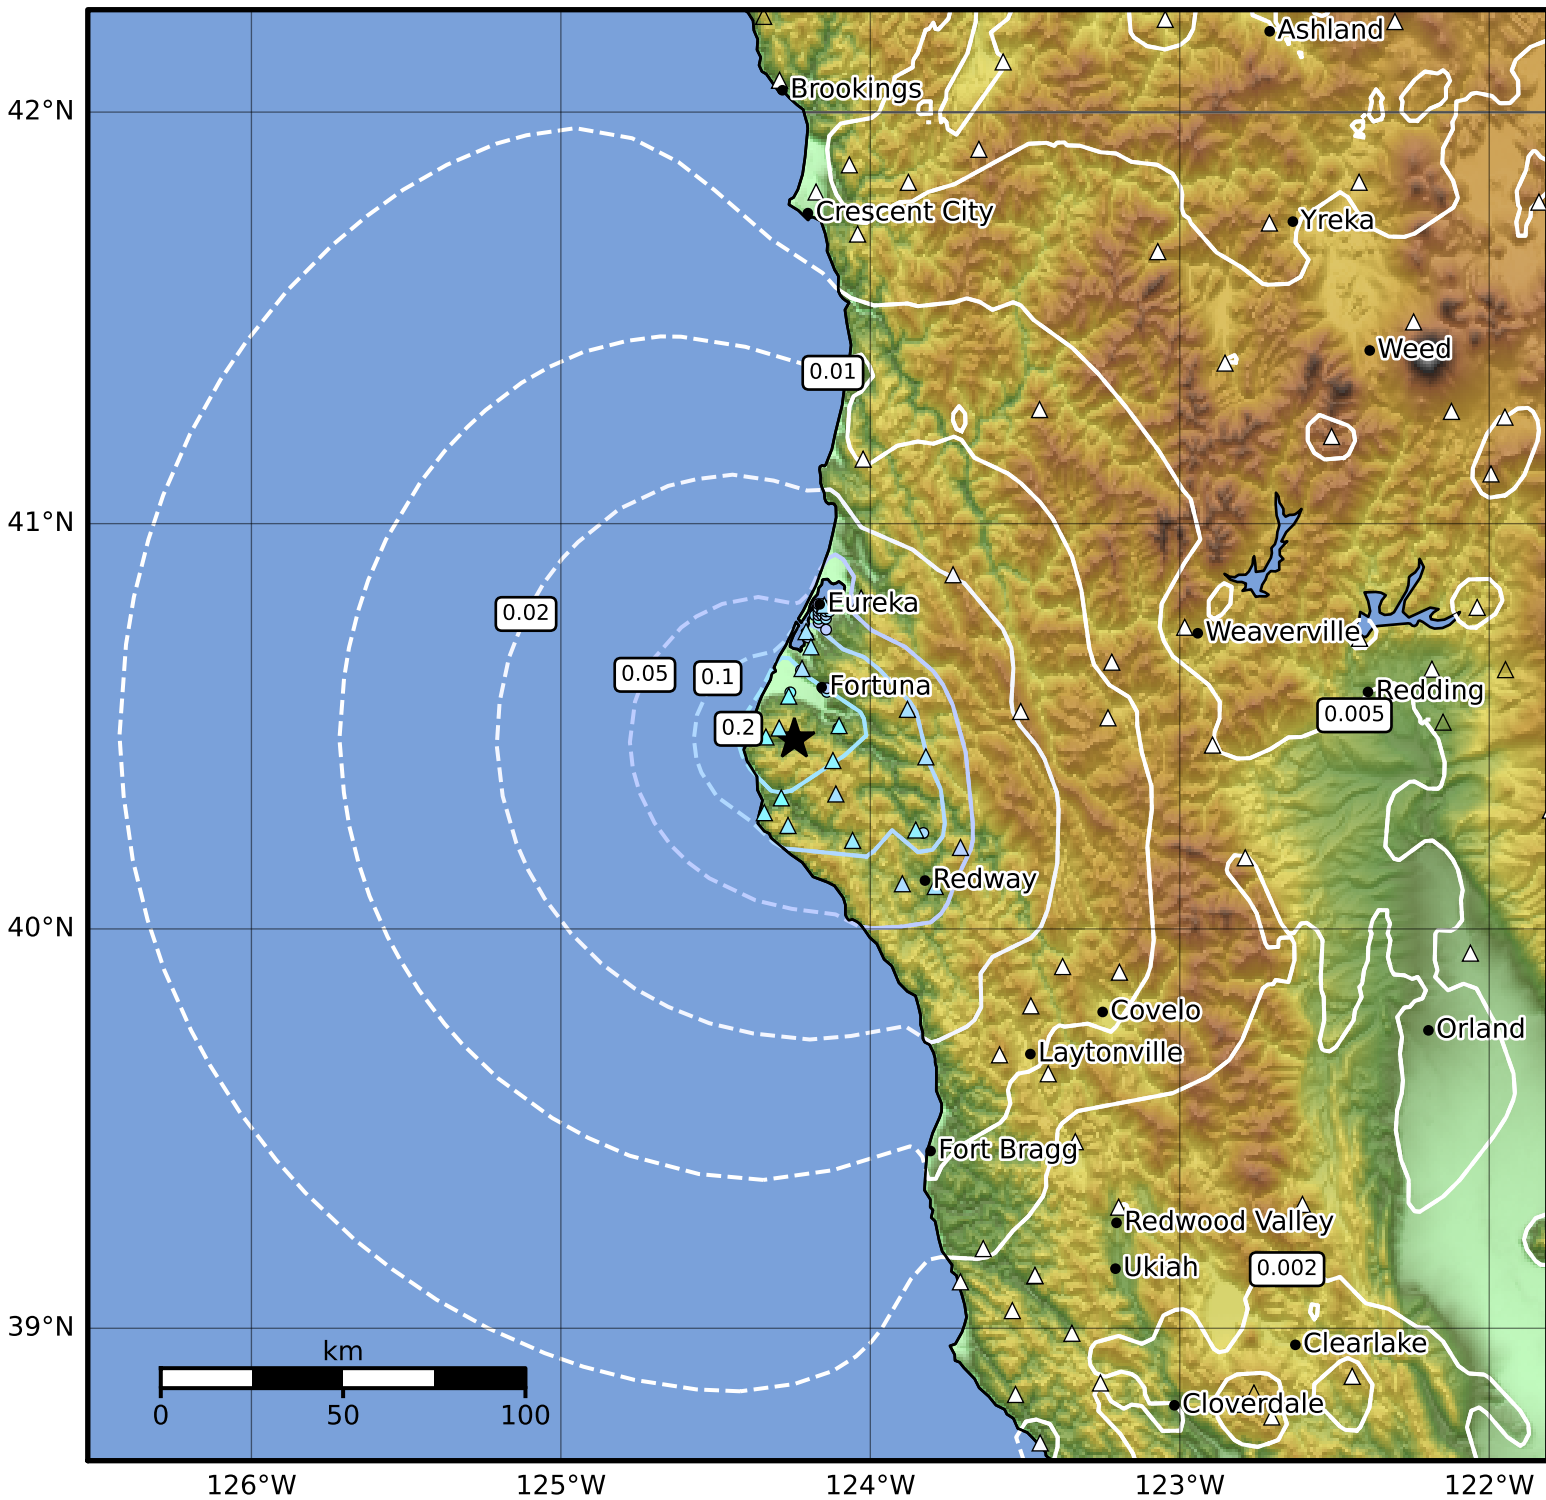 Ashland
Brookings
42°N
Crescent City
Yreka
Weed
0.01
41°N
Eureka
0.02
Weaverville
0.05
0.1
Fortuna
Redding
0.005
0.2
Redway
40°N
Covelo
Orland
Laytonville
Fort Bragg
Redwood Valley
Ukiah
0.002
39°N
Clearlake
km
Cloverdale
0 50 100
126°W 125°W 124°W 123°W 122°W